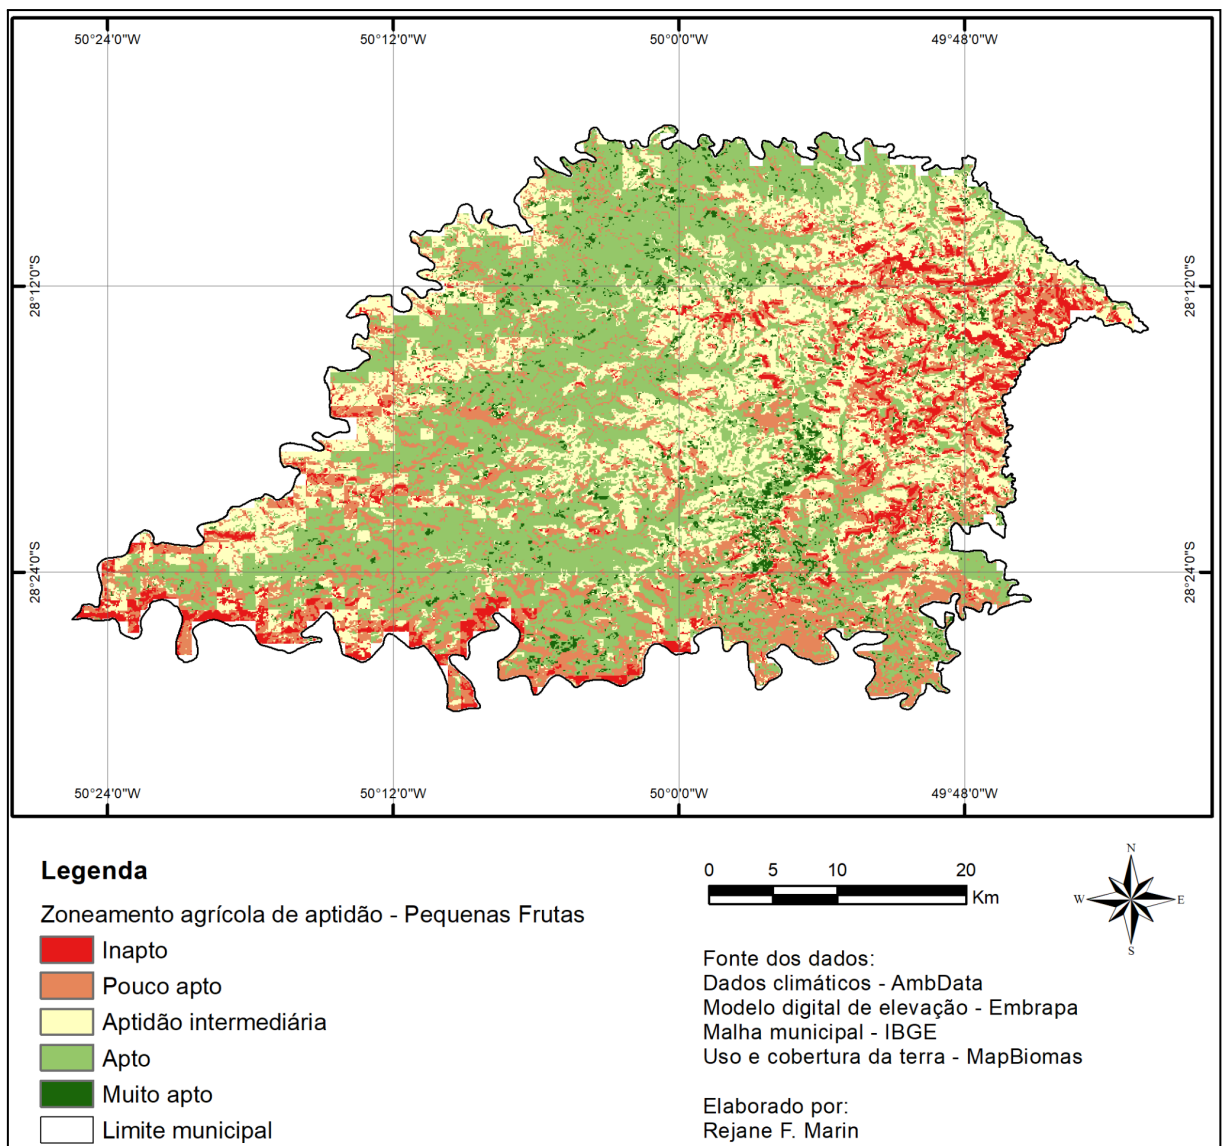 50°24'0"W 50°12'0"W 50°0'0"W 49°48'0"W
28°12'0"S 28°12'0"S
28°24'0"S 28°24'0"S
50°24'0"W 50°12'0"W 50°0'0"W 49°48'0"W
Legenda
Zoneamento agrícola de aptidão - Pequenas Frutas
Inapto
Pouco apto
Aptidão intermediária
Apto
Muito apto
Limite municipal
0 5 10 20
Km
N
W E
S
Fonte dos dados:
Dados climáticos - AmbData
Modelo digital de elevação - Embrapa
Malha municipal - IBGE
Uso e cobertura da terra - MapBiomas
Elaborado por:
Rejane F. Marin